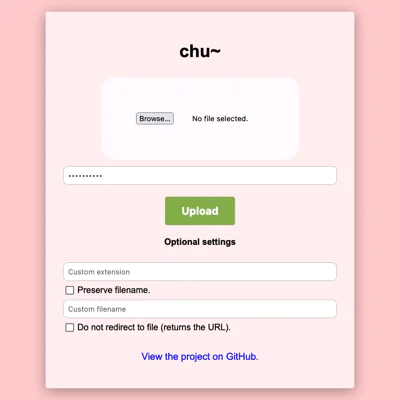 chu~
Browse... No file selected.
••••••••••
Upload
Optional settings
Custom extension
Preserve filename.
Custom filename
Do not redirect to file (returns the URL).
View the project on GitHub.